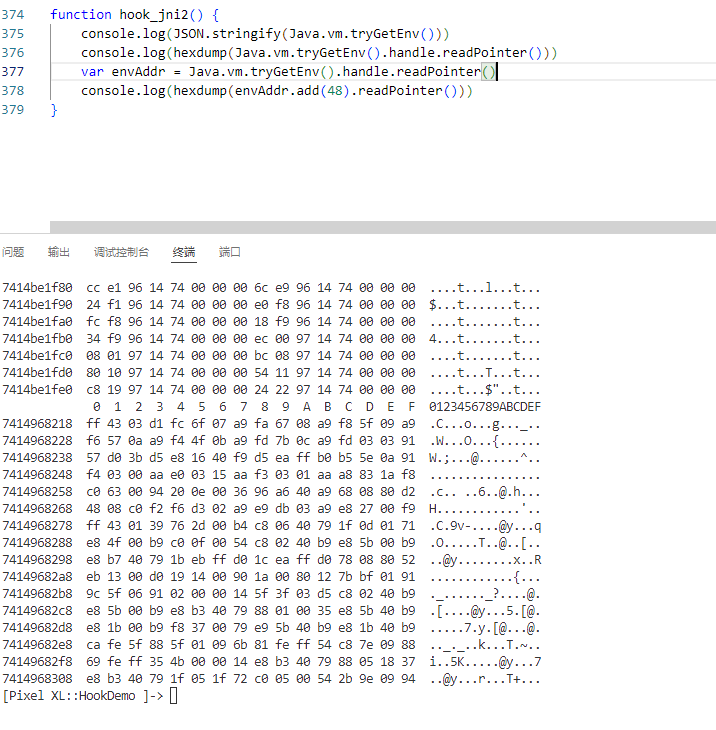 374 function hook_jni2() {
375     console.log(JSON.stringify(Java.vm.tryGetEnv()))
376     console.log(hexdump(Java.vm.tryGetEnv().handle.readPointer()))
377     var envAddr = Java.vm.tryGetEnv().handle.readPointer()
378     console.log(hexdump(envAddr.add(48).readPointer()))
379 }
问题 输出 调试控制台 终端 端口
7414be1f80  cc e1 96 14 74 00 00 00 6c e9 96 14 74 00 00 00  ....t...l...t...
7414be1f90  24 f1 96 14 74 00 00 00 e0 f8 96 14 74 00 00 00  $...t.......t...
7414be1fa0  fc f8 96 14 74 00 00 00 18 f9 96 14 74 00 00 00  ....t.......t...
7414be1fb0  34 f9 96 14 74 00 00 00 ec 00 97 14 74 00 00 00  4...t.......t...
7414be1fc0  08 01 97 14 74 00 00 00 bc 08 97 14 74 00 00 00  ....t.......t...
7414be1fd0  80 10 97 14 74 00 00 00 54 11 97 14 74 00 00 00  ....t...T...t...
7414be1fe0  c8 19 97 14 74 00 00 00 24 22 97 14 74 00 00 00  ....t...$"..t...
             0  1  2  3  4  5  6  7  8  9  A  B  C  D  E  F  0123456789ABCDEF
7414968218  ff 43 03 d1 fc 6f 07 a9 fa 67 08 a9 f8 5f 09 a9  .C...o...g..._..
7414968228  f6 57 0a a9 f4 4f 0b a9 fd 7b 0c a9 fd 03 03 91  .W...O...{......
7414968238  57 d0 3b d5 e8 16 40 f9 d5 ea ff b0 b5 5e 0a 91  W.;...@......^..
7414968248  f4 03 00 aa e0 03 15 aa f3 03 01 aa a8 83 1a f8  ................
7414968258  c0 63 00 94 20 0e 00 36 96 a6 40 a9 68 08 80 d2  .c.. ..6..@.h...
7414968268  48 08 c0 f2 f6 d3 02 a9 e9 db 03 a9 e8 27 00 f9  H............'..
7414968278  ff 43 01 39 76 2d 00 b4 c8 06 40 79 1f 0d 01 71  .C.9v-....@y...q
7414968288  e8 4f 00 b9 c0 0f 00 54 c8 02 40 b9 e8 5b 00 b9  .O.....T..@..[..
7414968298  e8 b7 40 79 1b eb ff d0 1c ea ff d0 78 08 80 52  ..@y........x..R
74149682a8  eb 13 00 d0 19 14 00 90 1a 00 80 12 7b bf 01 91  ............{...
74149682b8  9c 5f 06 91 02 00 00 14 5f 3f 03 d5 c8 02 40 b9  ._......_?....@.
74149682c8  e8 5b 00 b9 e8 b3 40 79 88 01 00 35 e8 5b 40 b9  .[....@y...5.[@.
74149682d8  e8 1b 00 b9 f8 37 00 79 e9 5b 40 b9 e8 1b 40 b9  .....7.y.[@...@.
74149682e8  ca fe 5f 88 5f 01 09 6b 81 fe ff 54 c8 7e 09 88  .._._..k...T.~..
74149682f8  69 fe ff 35 4b 00 00 14 e8 b3 40 79 88 05 18 37  i..5K.....@y...7
7414968308  e8 b3 40 79 1f 05 1f 72 c0 05 00 54 2b 9e 09 94  ..@y...r...T+...
[Pixel XL::HookDemo ]->